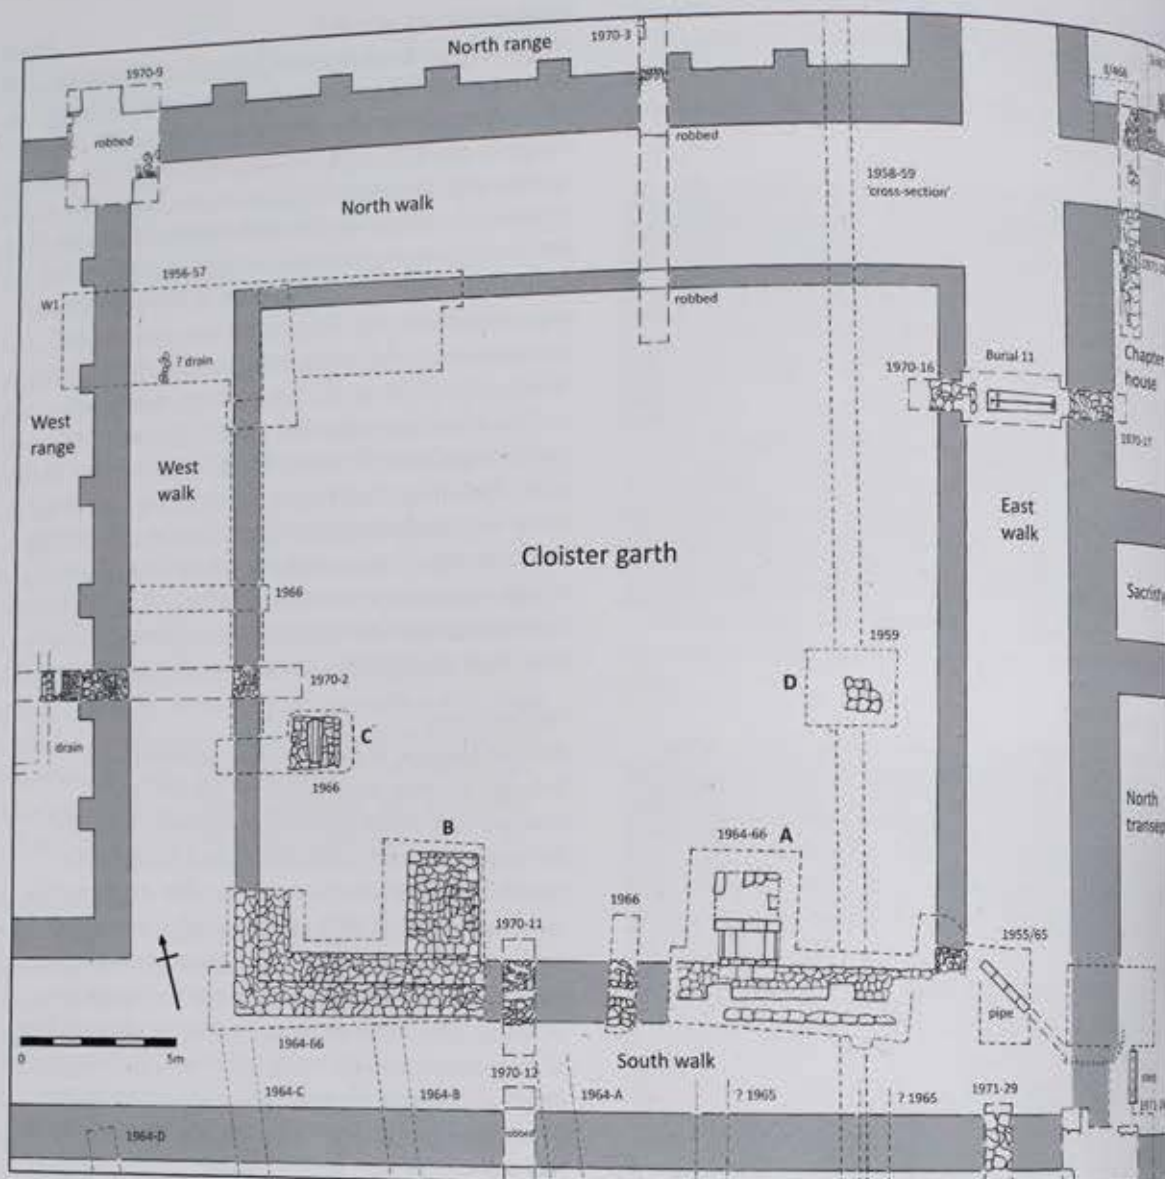 North range
1970-3
1970-9
robbed
robbed
E/466
1958-59
'cross-section'
North walk
1956-57
W1
robbed
? drain
1970-16
Burial 11
Chapter
house
1970-17
West
range
West
walk
East
walk
Cloister garth
1966
Sacristy
1959
D
1970-2
drain
C
1966
North
B
1964-66
A
1970-11
1966
1955/65
pipe
0
5m
1964-66
South walk
1970-12
1964-C
1964-B
1964-A
? 1965
? 1965
1971-29
1964-D
robbed